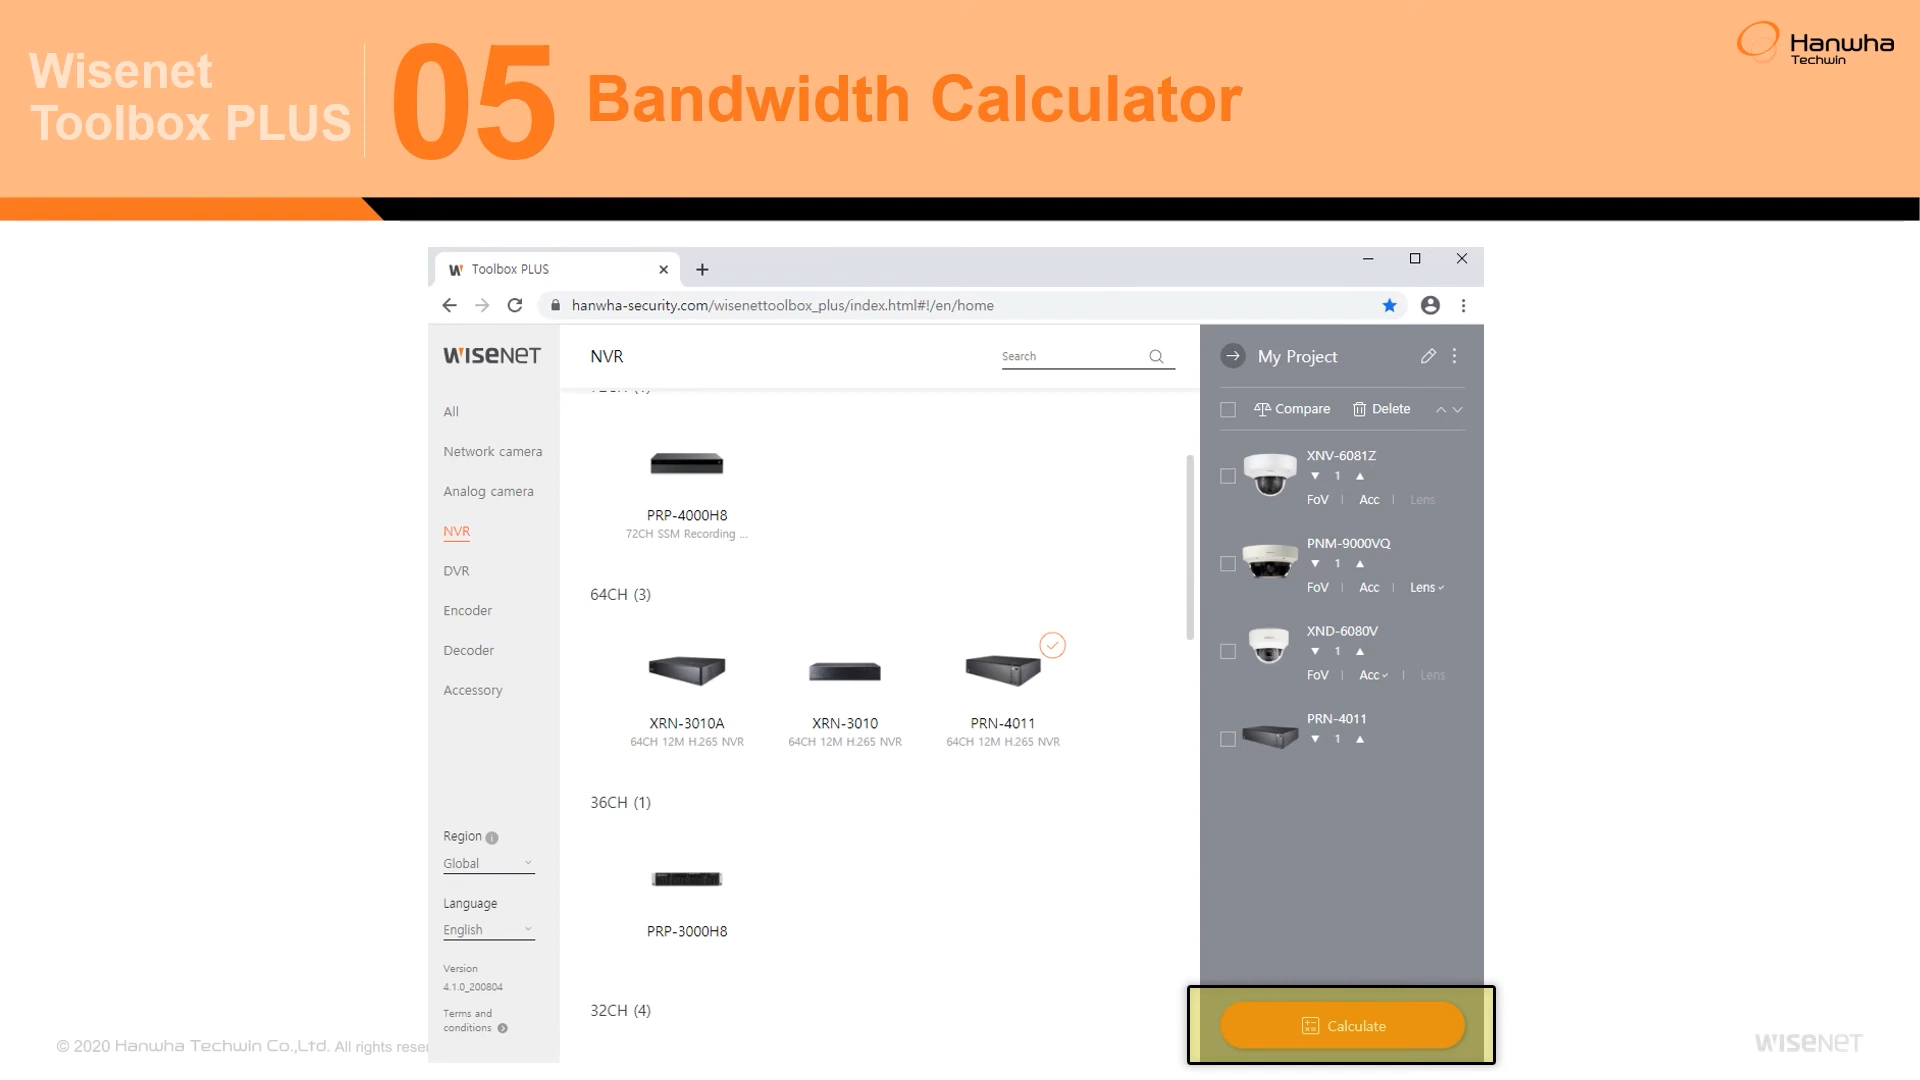 Wisenet
Toolbox PLUS
05
Bandwidth Calculator
Hanwha
Techwin
Toolbox PLUS
hanwha-security.com/wisenettoolbox_plus/index.html#!/en/home
WISENET
All
Network camera
Analog camera
NVR
DVR
Encoder
Decoder
Accessory
Region
Global
Language
English
Version
4.1.0_200804
Terms and
conditions
NVR
Search
PRP-4000H8
72CH SSM Recording ...
64CH (3)
XRN-3010A
64CH 12M H.265 NVR
XRN-3010
64CH 12M H.265 NVR
PRN-4011
64CH 12M H.265 NVR
36CH (1)
PRP-3000H8
32CH (4)
My Project
Compare
Delete
XNV-6081Z
1
FoV | Acc | Lens
PNM-9000VQ
1
FoV | Acc | Lens
XND-6080V
1
FoV | Acc | Lens
PRN-4011
1
Calculate
© 2020 Hanwha Techwin Co.,Ltd. All rights reser
WISENET